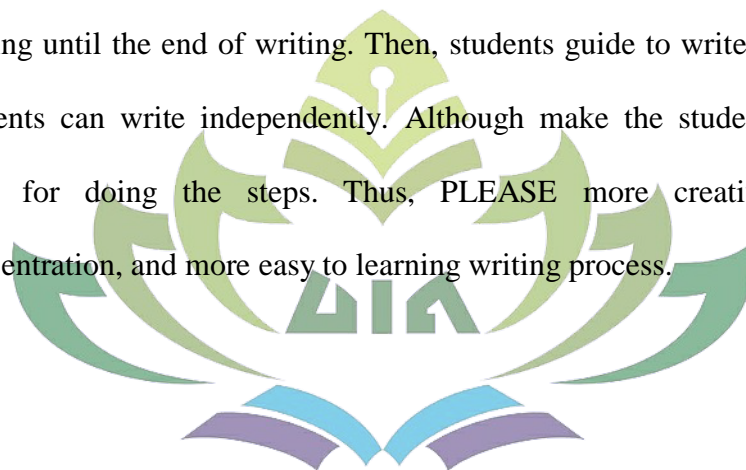 ng until the end of writing. Then, students guide to write
ents can write independently. Although make the stude
for doing the steps. Thus, PLEASE more creati
entration, and more easy to learning writing process.
UIN